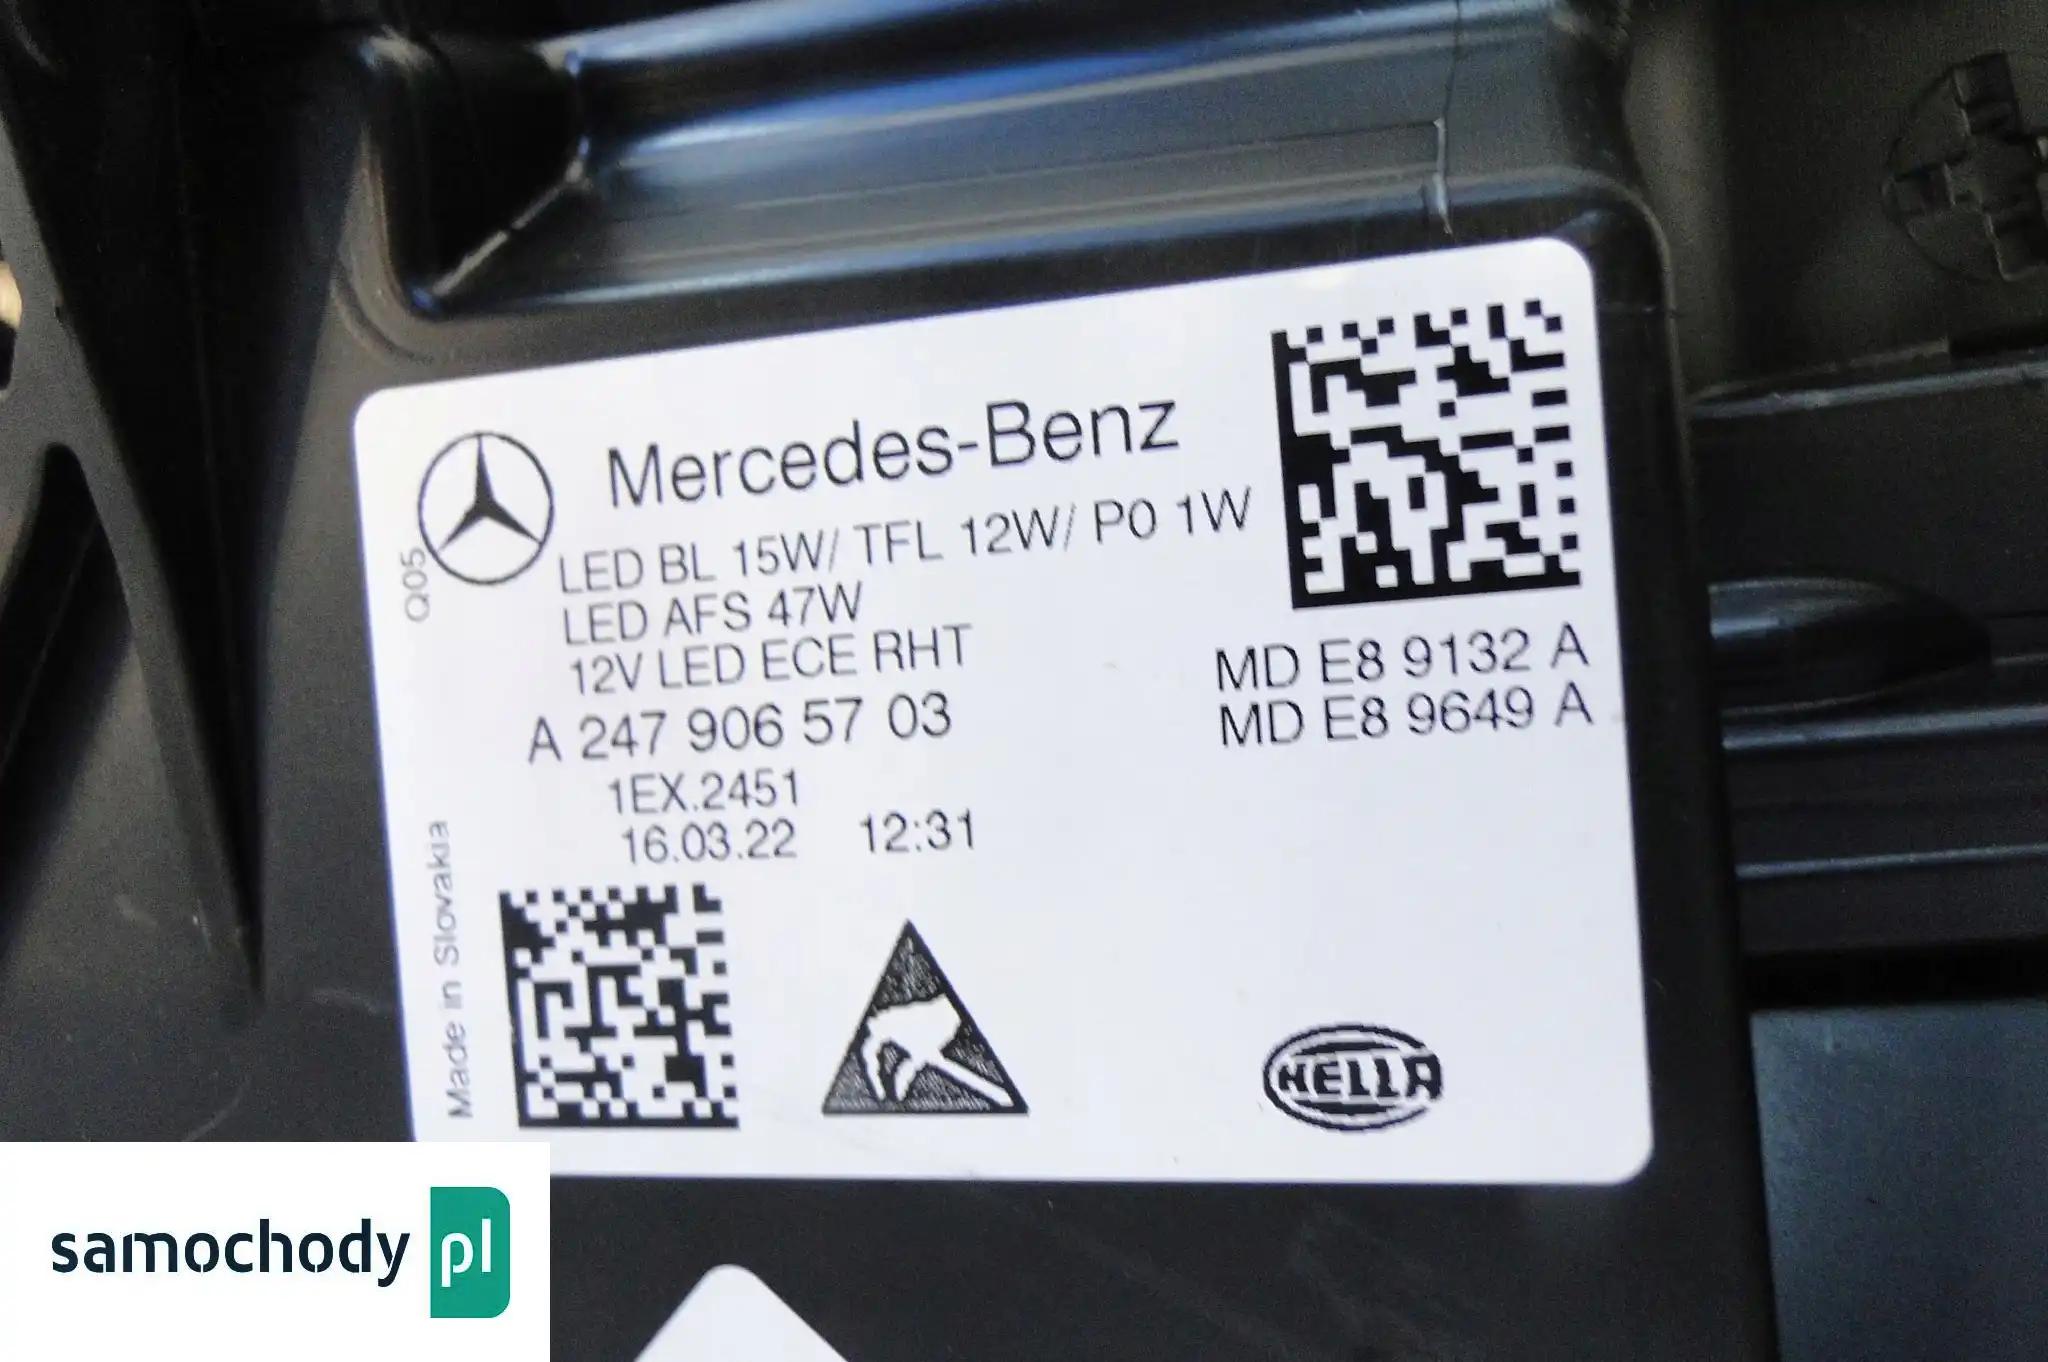 Mercedes-Benz
LED BL 15W/ TFL 12W/ PO 1W
LED AFS 47W
12V LED ECE RHT
A 247 906 57 03
1EX.2451
16.03.22 12:31
MD E8 9132 A
MD E8 9649 A
Q05
Made in Slovakia
HELLA
samochody pl